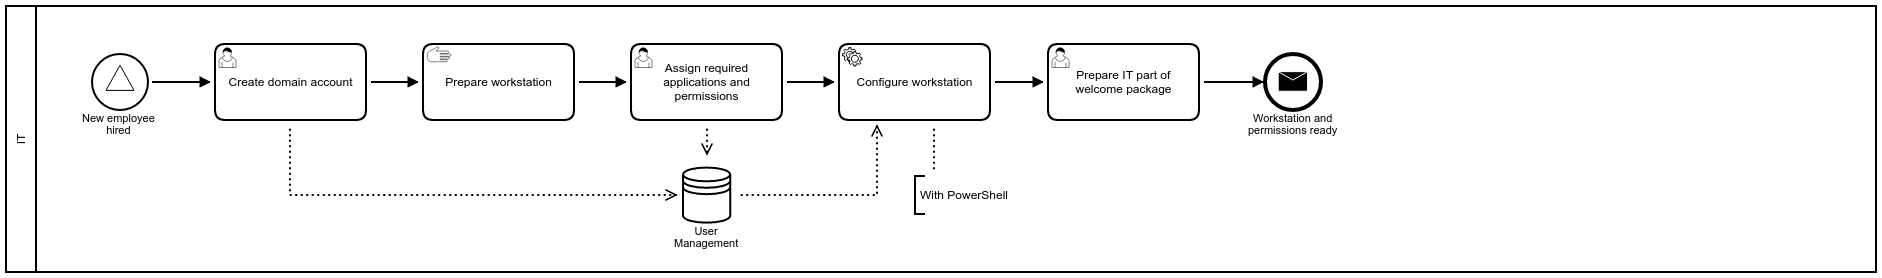 IT
New employee
hired
Create domain account
Prepare workstation
Assign required
applications and
permissions
Configure workstation
Prepare IT part of
welcome package
Workstation and
permissions ready
With PowerShell
User
Management